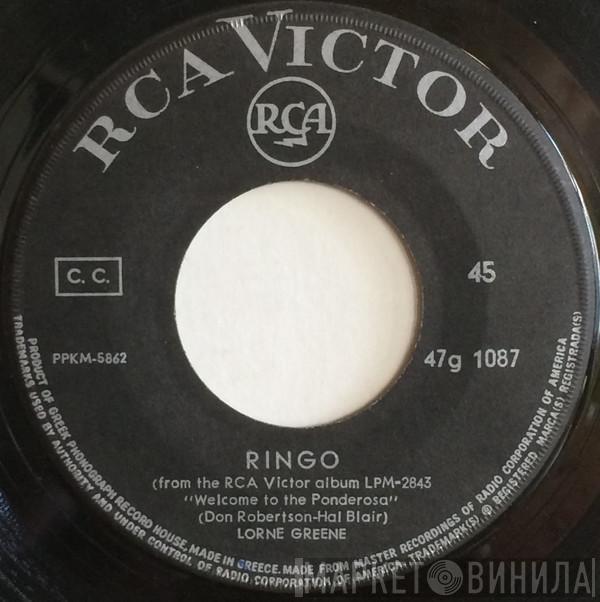 RCA VICTOR
RCA
C. C.
45
PPKM-5862
47g 1087
RINGO
(from the RCA Victor album LPM-2843
"Welcome to the Ponderosa"
(Don Robertson-Hal Blair)
LORNE GREENE
PRODUCT OF GREEK PHONOGRAPH RECORD HOUSE, MADE IN GREECE. MADE FROM MASTER RECORDINGS OF RADIO CORPORATION OF AMERICA
TRADEMARKS USED BY AUTHORITY AND UNDER CONTROL OF RADIO CORPORATION OF AMERICA, TRADEMARK(S) ® REGISTERED, MARCA(S) REGISTRADA(S)
МАРКЕТ ВИНИЛА